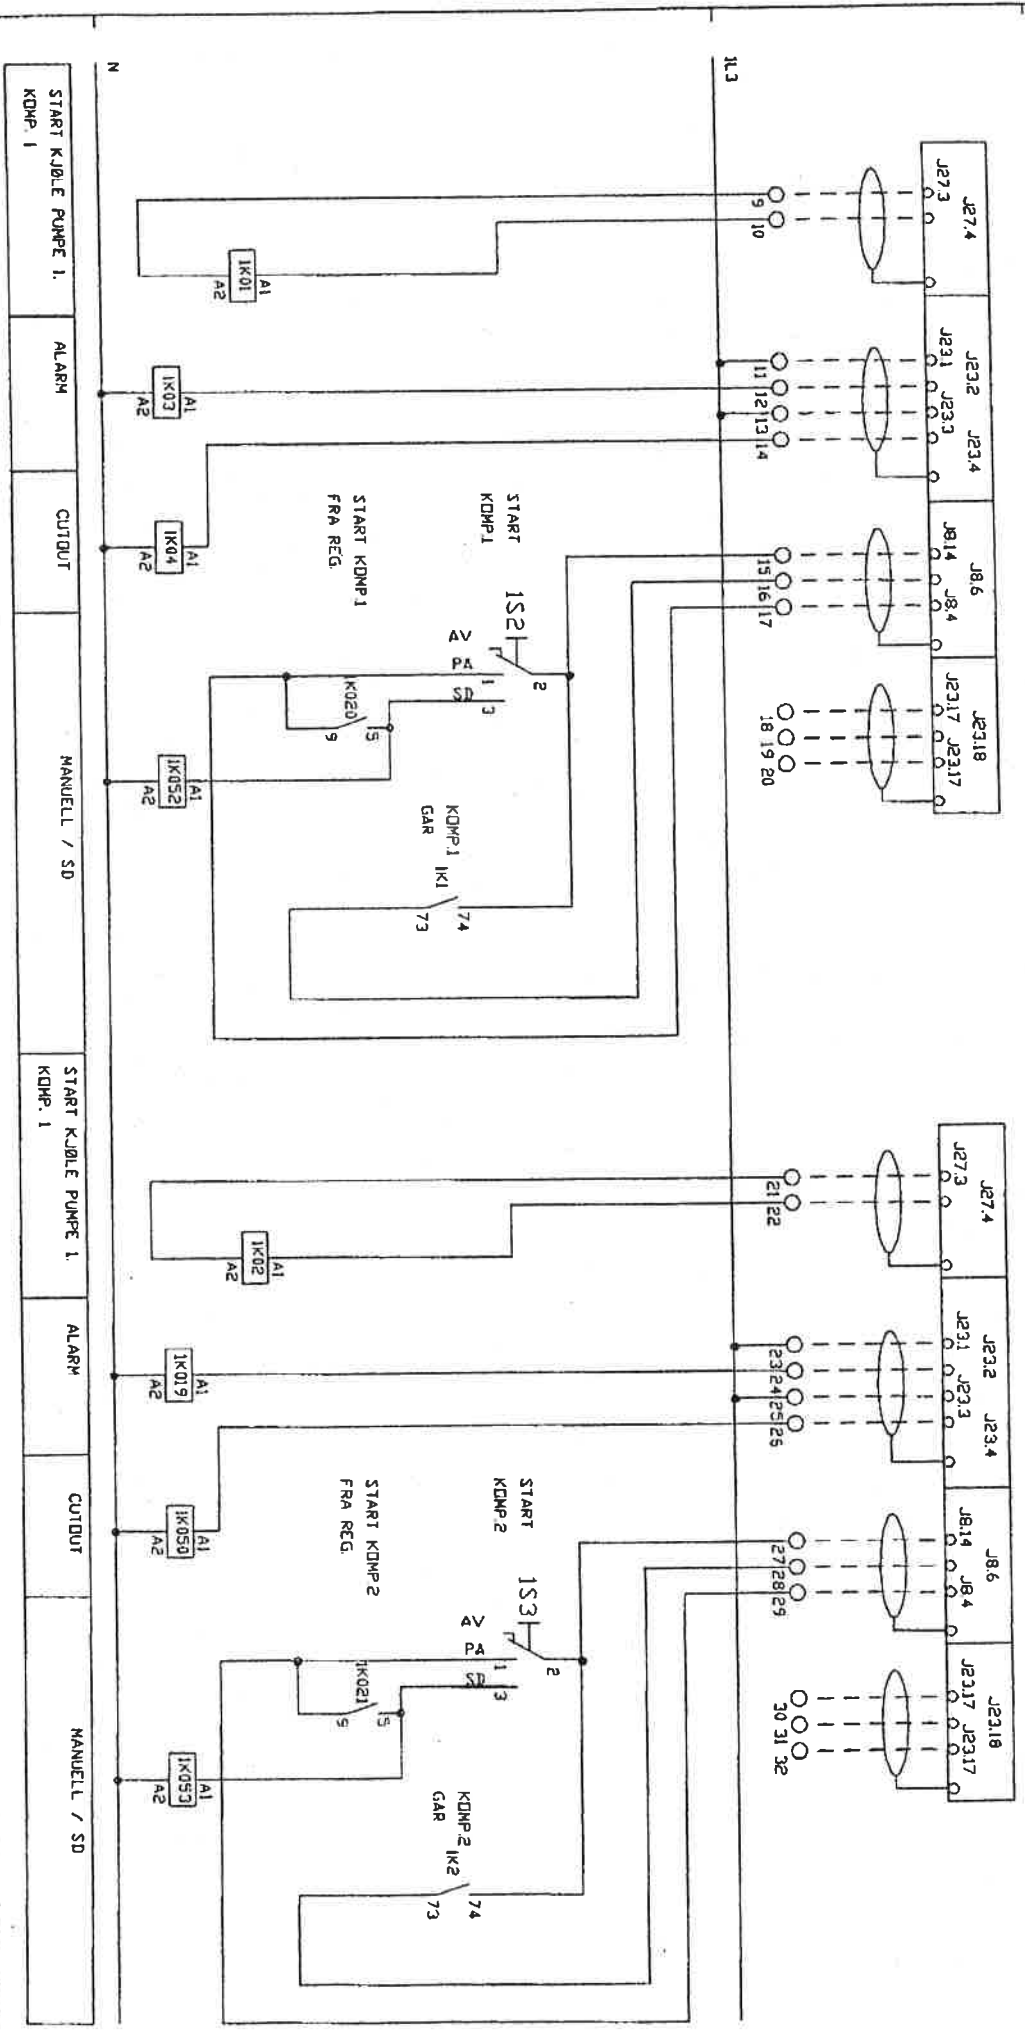 1L3
N
J27.3
J27.4
J23.1
J23.2
J23.3
J23.4
J8.14
J8.6
J8.4
J23.17
J23.18
J23.17
9
10
11
12
13
14
15
16
17
18
19
20
START
KOMP.1
1S2
AV
PA
SD
1
2
3
START KOMP.1
FRA REG.
1K020
5
9
KOMP.1
GAR
1K1
74
73
1K01
A1
A2
1K03
A1
A2
1K04
A1
A2
1K052
A1
A2
START KJØLE PUMPE 1.
KOMP. 1
ALARM
CUTOUT
MANUELL / SD
J27.3
J27.4
J23.1
J23.2
J23.3
J23.4
J8.14
J8.6
J8.4
J23.17
J23.18
J23.17
21
22
23
24
25
26
27
28
29
30
31
32
START
KOMP.2
1S3
AV
PA
SD
1
2
3
START KOMP.2
FRA REG.
1K021
5
9
KOMP.2
GAR
1K2
74
73
1K02
A1
A2
1K019
A1
A2
1K050
A1
A2
1K053
A1
A2
START KJØLE PUMPE 1.
KOMP. 1
ALARM
CUTOUT
MANUELL / SD